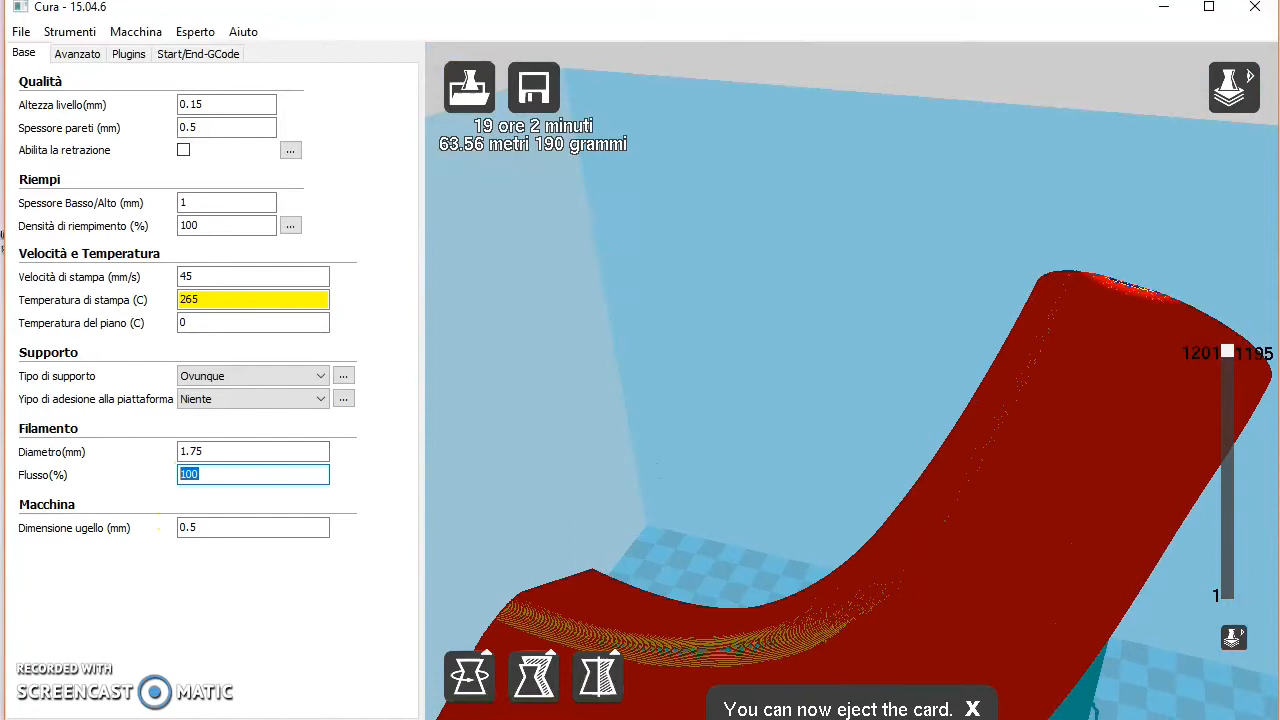 Cura - 15.04.6
File Strumenti Macchina Esperto Aiuto
Base Avanzato Plugins Start/End-GCode
Qualità
Altezza livello(mm) 0.15
Spessore pareti (mm) 0.5
Abilita la retrazione ...
Riempi
Spessore Basso/Alto (mm) 1
Densità di riempimento (%) 100 ...
Velocità e Temperatura
Velocità di stampa (mm/s) 45
Temperatura di stampa (C) 265
Temperatura del piano (C) 0
Supporto
Tipo di supporto Ovunque ...
Yipo di adesione alla piattaforma Niente ...
Filamento
Diametro(mm) 1.75
Flusso(%) 100
Macchina
Dimensione ugello (mm) 0.5
RECORDED WITH
SCREENCAST MATIC
19 ore 2 minuti
63.56 metri 190 grammi
1201 1195
1
You can now eject the card. X